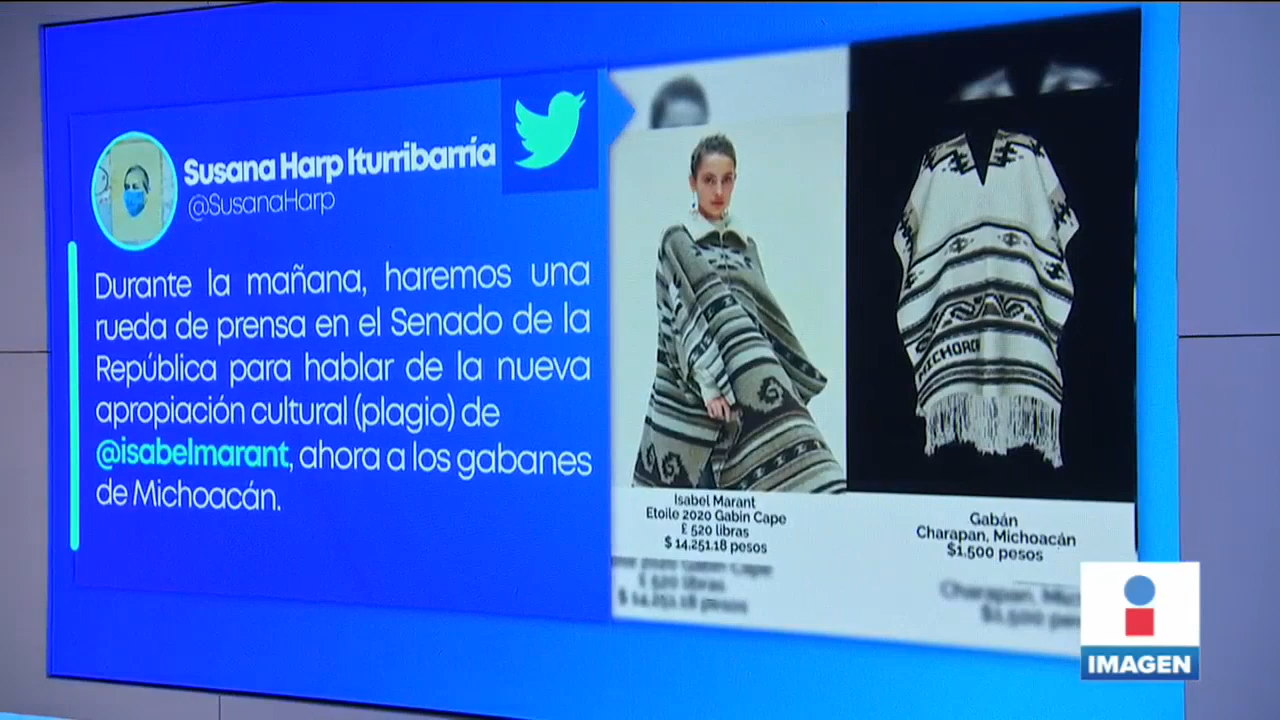 Susana Harp Iturribarría
@SusanaHarp
Durante la mañana, haremos una
rueda de prensa en el Senado de la
República para hablar de la nueva
apropiación cultural (plagio) de
@isabelmarant, ahora a los gabanes
de Michoacán.
Isabel Marant
Etoile 2020 Gabin Cape
£ 520 libras
$ 14,251.18 pesos
Gabán
Charapan, Michoacán
$1,500 pesos
IMAGEN